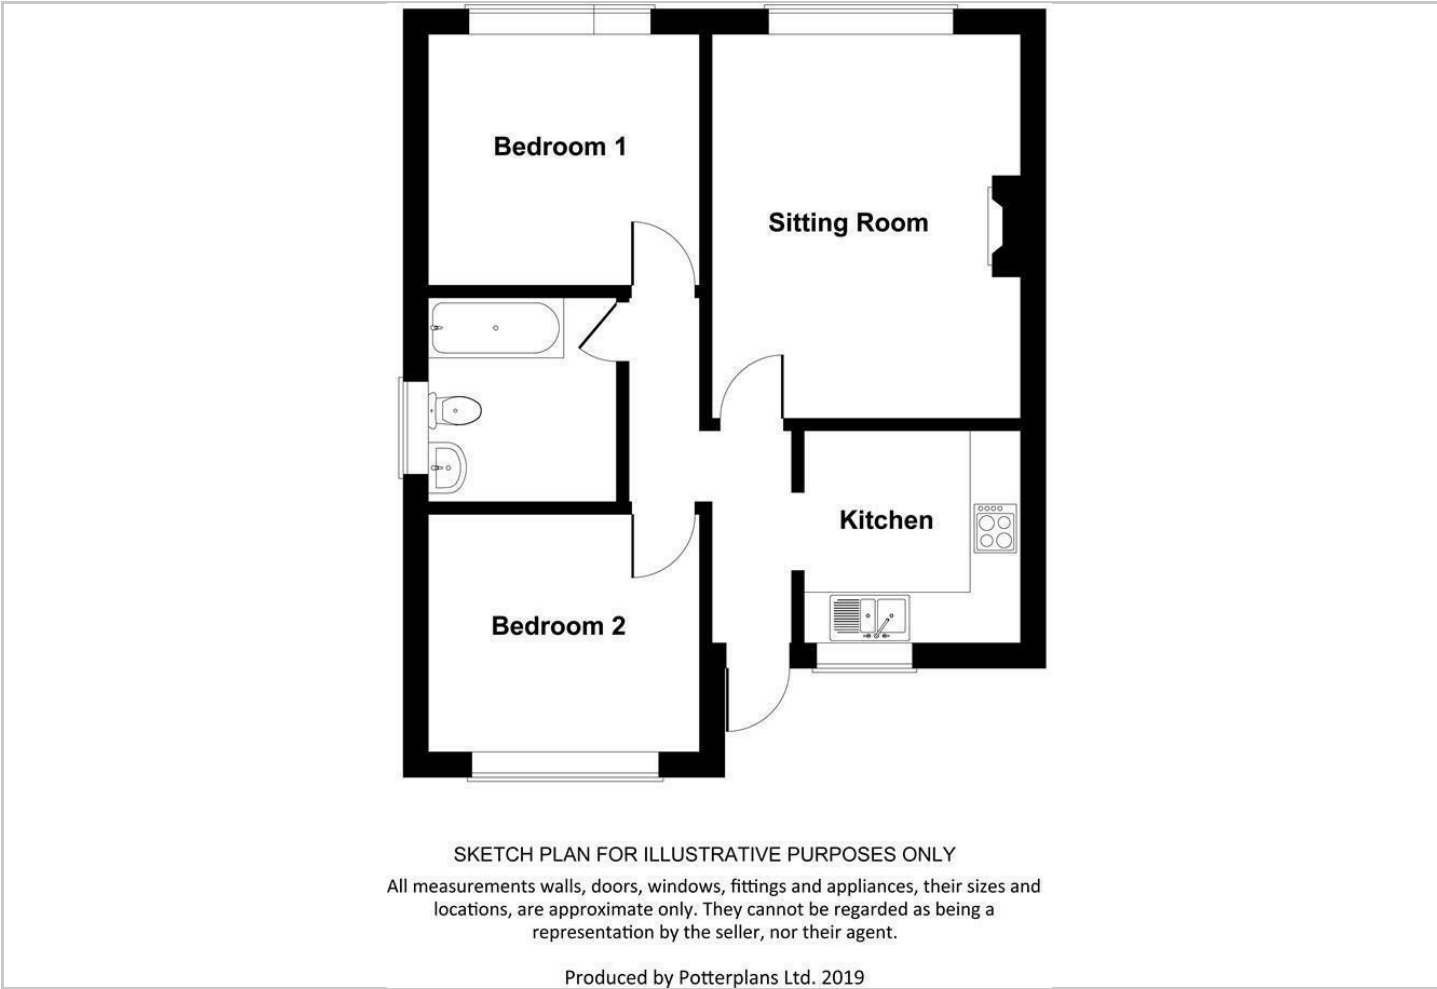 Bedroom 1
Sitting Room
Kitchen
Bedroom 2
SKETCH PLAN FOR ILLUSTRATIVE PURPOSES ONLY
All measurements walls, doors, windows, fittings and appliances, their sizes and
locations, are approximate only. They cannot be regarded as being a
representation by the seller, nor their agent.
Produced by Potterplans Ltd. 2019